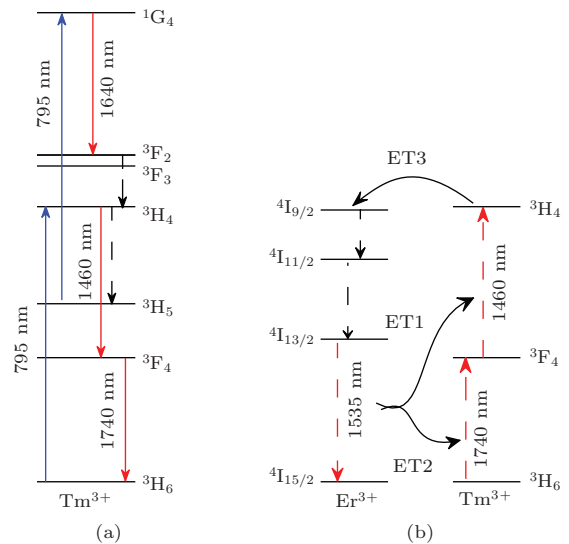 ¹G₄
795 nm
1640 nm
³F₂
³F₃
³H₄
1460 nm
³H₅
795 nm
³F₄
1740 nm
³H₆
Tm³⁺
(a)
ET3
⁴I₉/₂
³H₄
⁴I₁₁/₂
1460 nm
ET1
⁴I₁₃/₂
³F₄
1535 nm
1740 nm
ET2
⁴I₁₅/₂
³H₆
Er³⁺
Tm³⁺
(b)